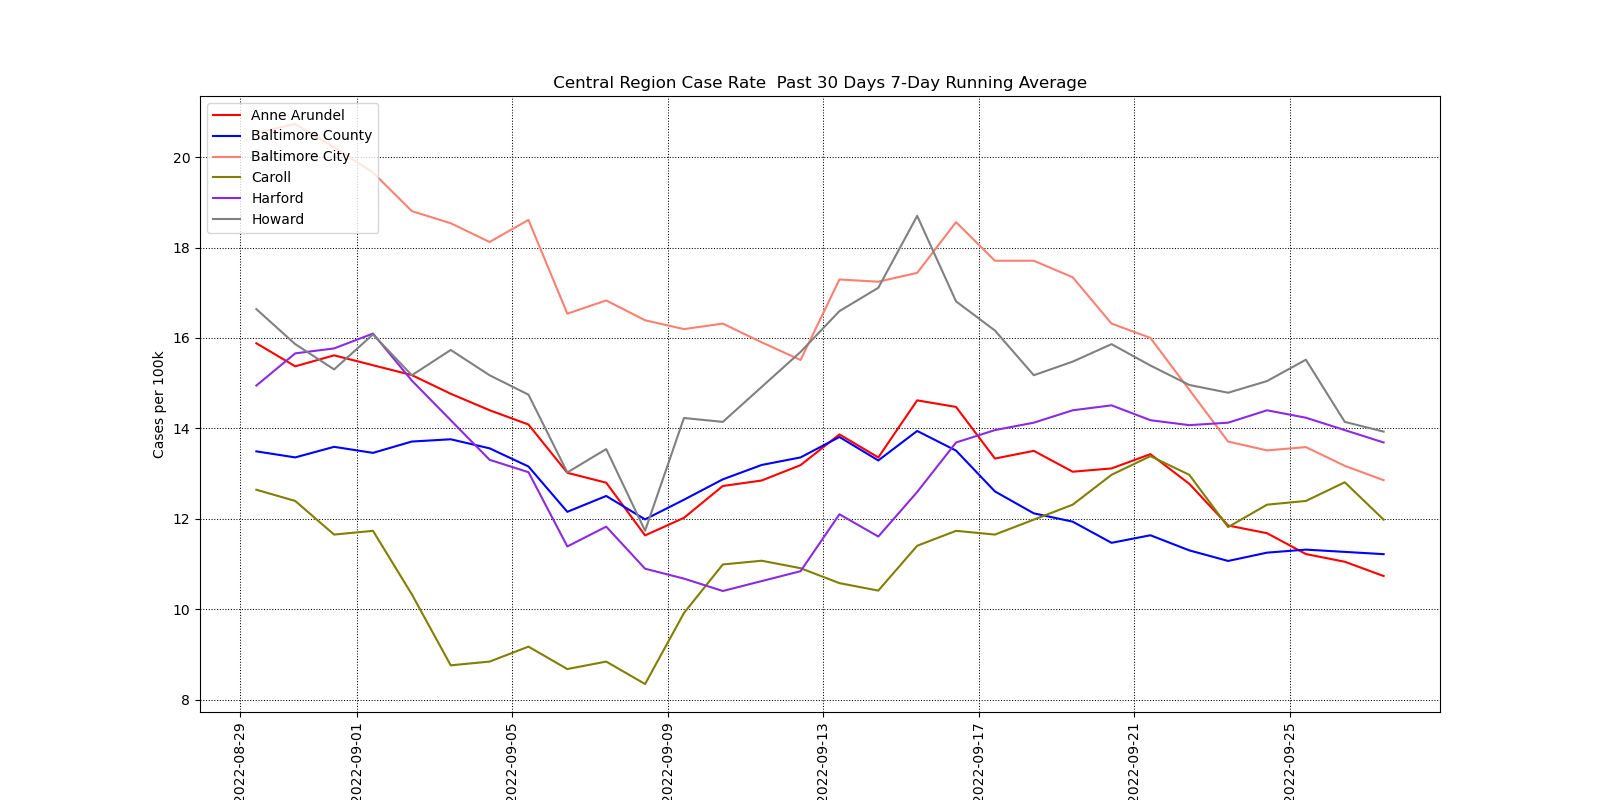 Central Region Case Rate  Past 30 Days 7-Day Running Average
Anne Arundel
Baltimore County
Baltimore City
Caroll
Harford
Howard
Cases per 100k
20
18
16
14
12
10
8
2022-08-29
2022-09-01
2022-09-05
2022-09-09
2022-09-13
2022-09-17
2022-09-21
2022-09-25